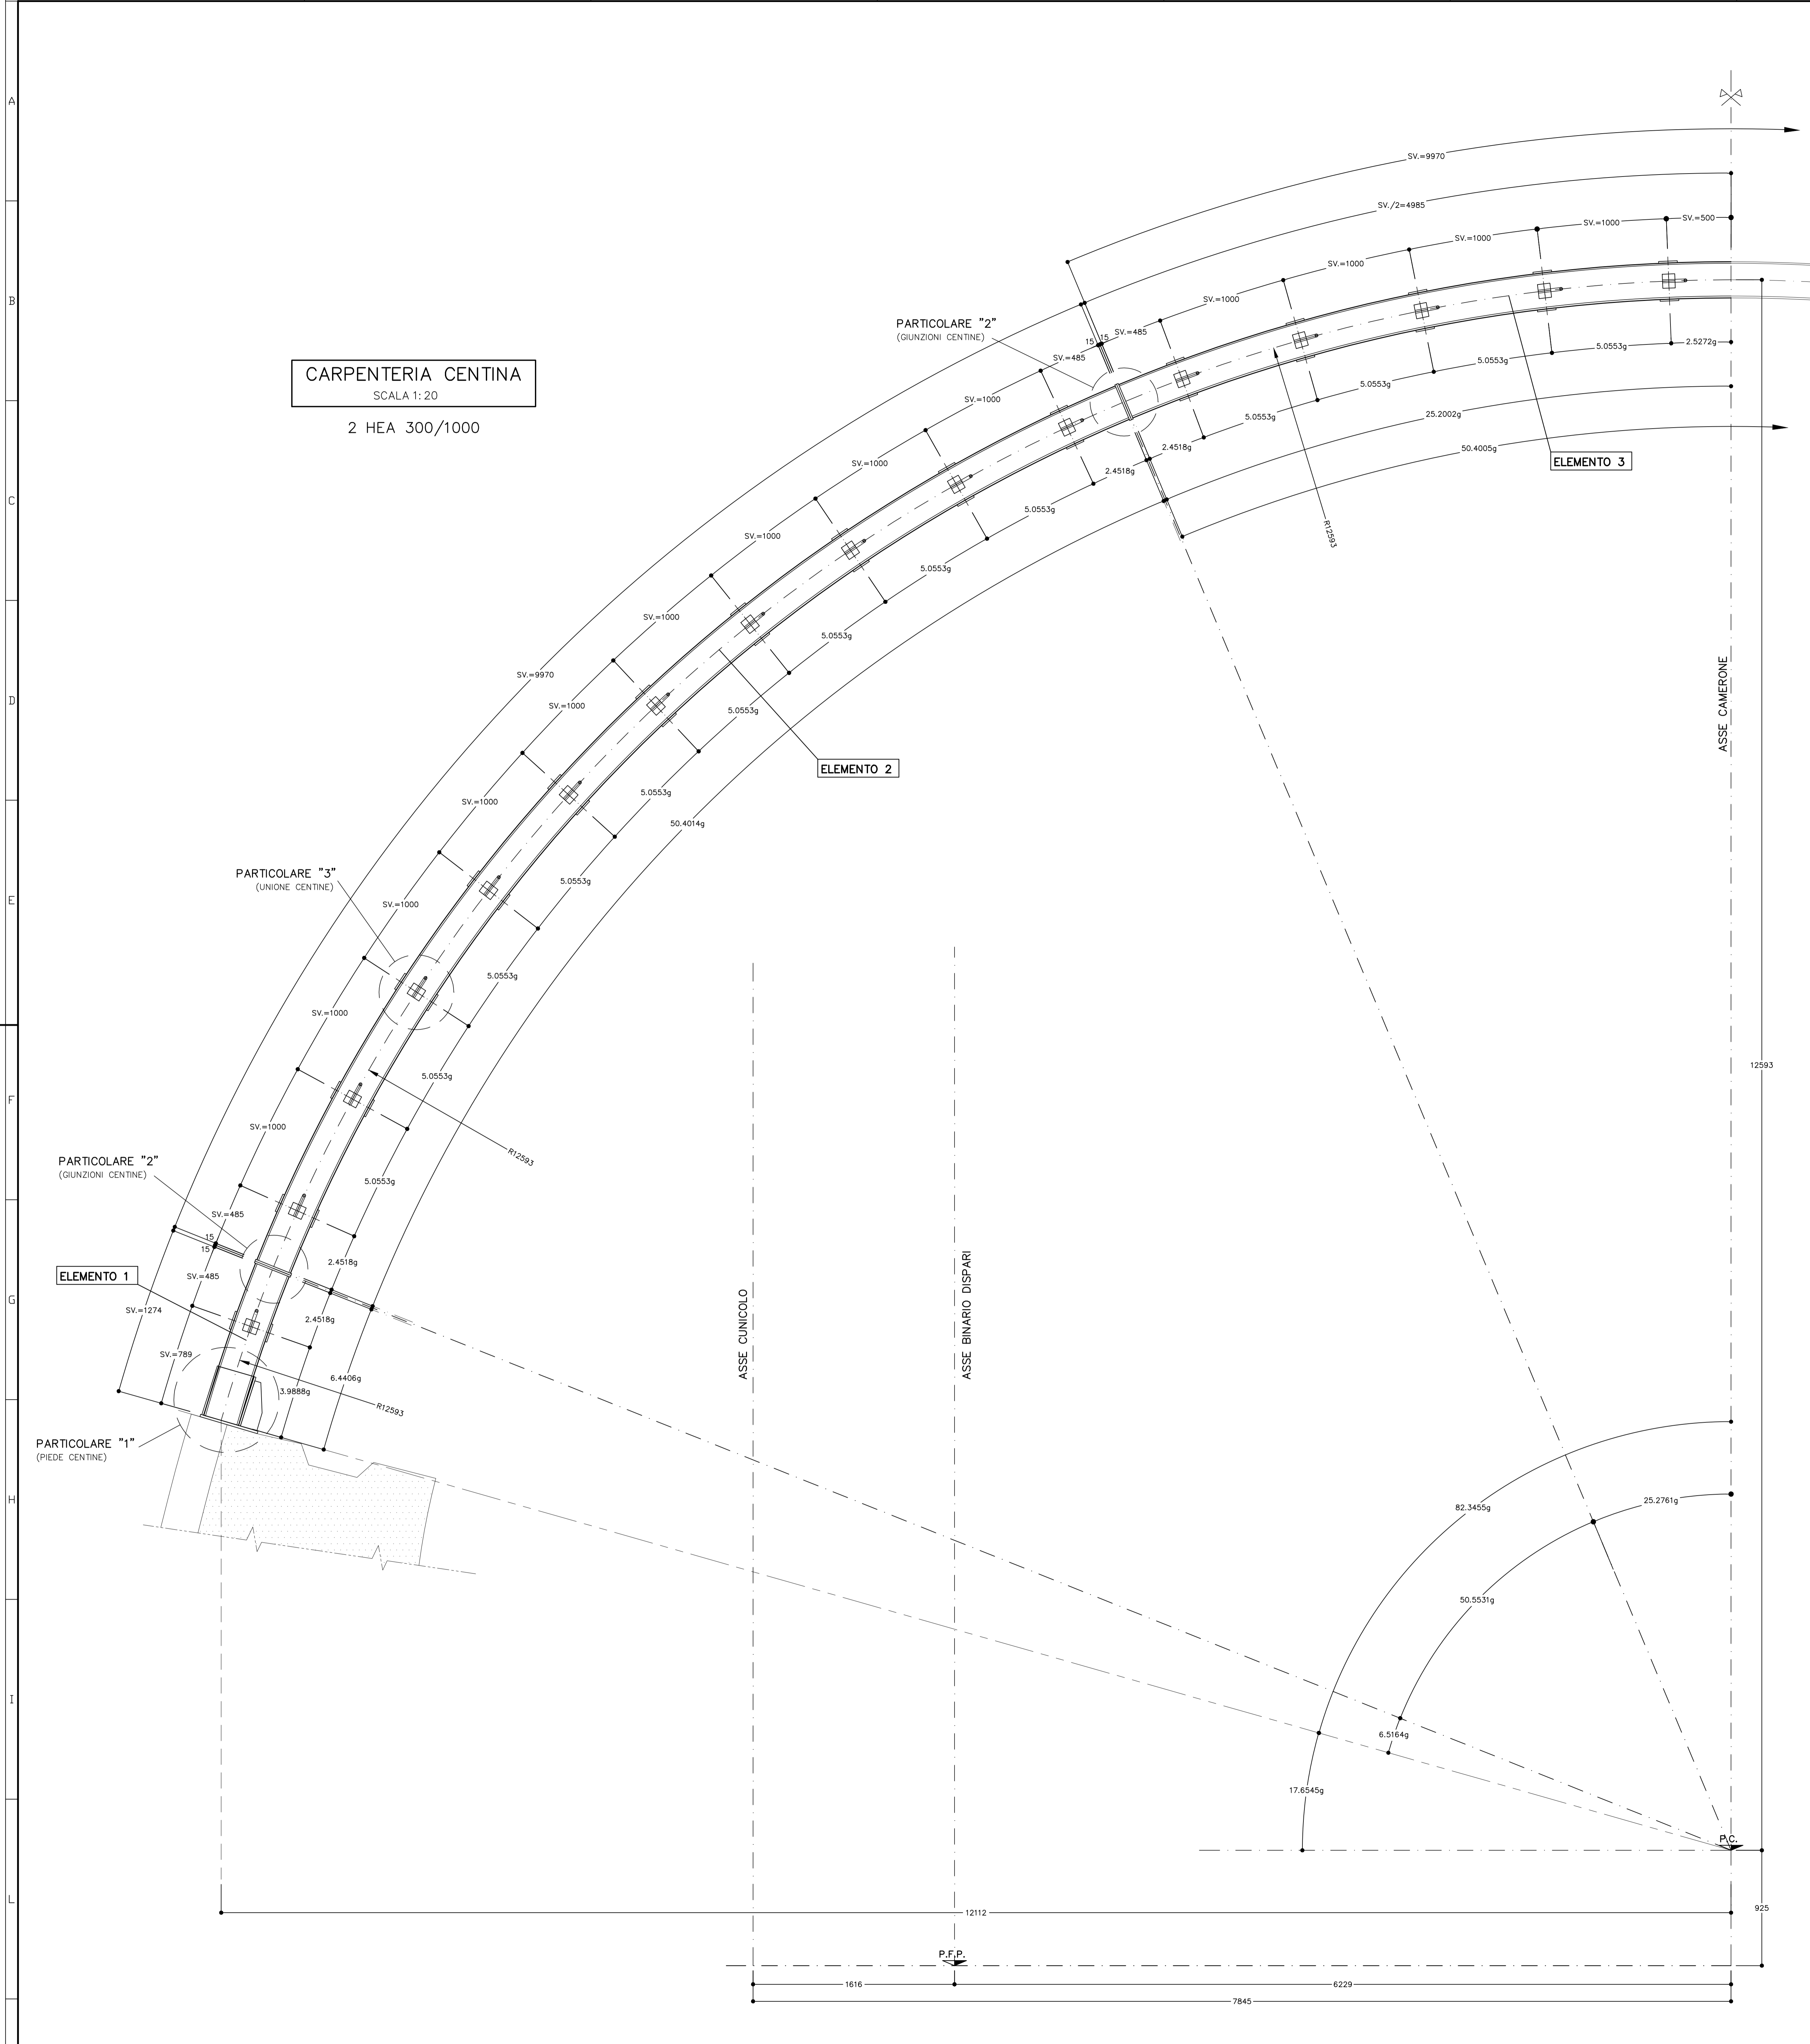 A
B
C
D
E
F
G
H
I
L
CARPENTERIA CENTINA
SCALA 1:20
2 HEA 300/1000
SV.=9970
SV./2=4985
SV.=500
SV.=1000
SV.=1000
SV.=1000
SV.=1000
SV.=485
15
15
SV.=485
SV.=1000
SV.=1000
SV.=1000
SV.=1000
SV.=1000
SV.=1000
SV.=1000
SV.=1000
SV.=1000
SV.=485
15
15
SV.=485
SV.=789
SV.=9970
SV.=1274
PARTICOLARE "2"
(GIUNZIONI CENTINE)
PARTICOLARE "3"
(UNIONE CENTINE)
PARTICOLARE "2"
(GIUNZIONI CENTINE)
PARTICOLARE "1"
(PIEDE CENTINE)
ELEMENTO 3
ELEMENTO 2
ELEMENTO 1
2.5272g
5.0553g
5.0553g
5.0553g
5.0553g
2.4518g
2.4518g
5.0553g
5.0553g
5.0553g
5.0553g
5.0553g
5.0553g
5.0553g
5.0553g
5.0553g
2.4518g
2.4518g
3.9888g
6.4406g
25.2002g
50.4005g
50.4014g
R12593
R12593
R12593
ASSE CAMERONE
ASSE CUNICOLO
ASSE BINARIO DISPARI
12593
82.3455g
25.2761g
50.5531g
6.5164g
17.6545g
P.C.
925
12112
P.F.P.
1616
6229
7845